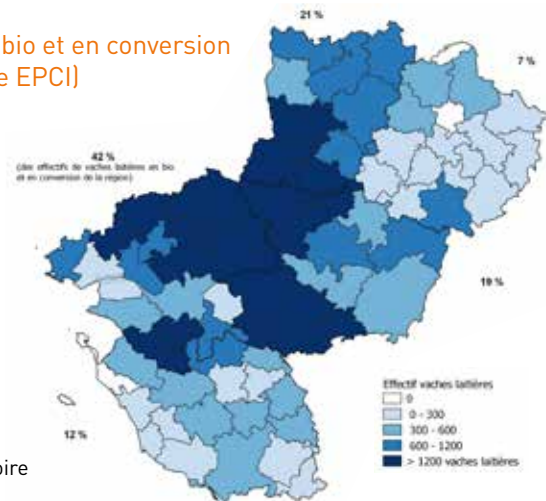 bio et en conversion
e EPCI)
21 %
7 %
42 %
(des effectifs de vaches laitières en bio
et en conversion de la région)
19 %
12 %
Effectif vaches laitières
0
0 - 300
300 - 600
600 - 1200
> 1200 vaches laitières
oire